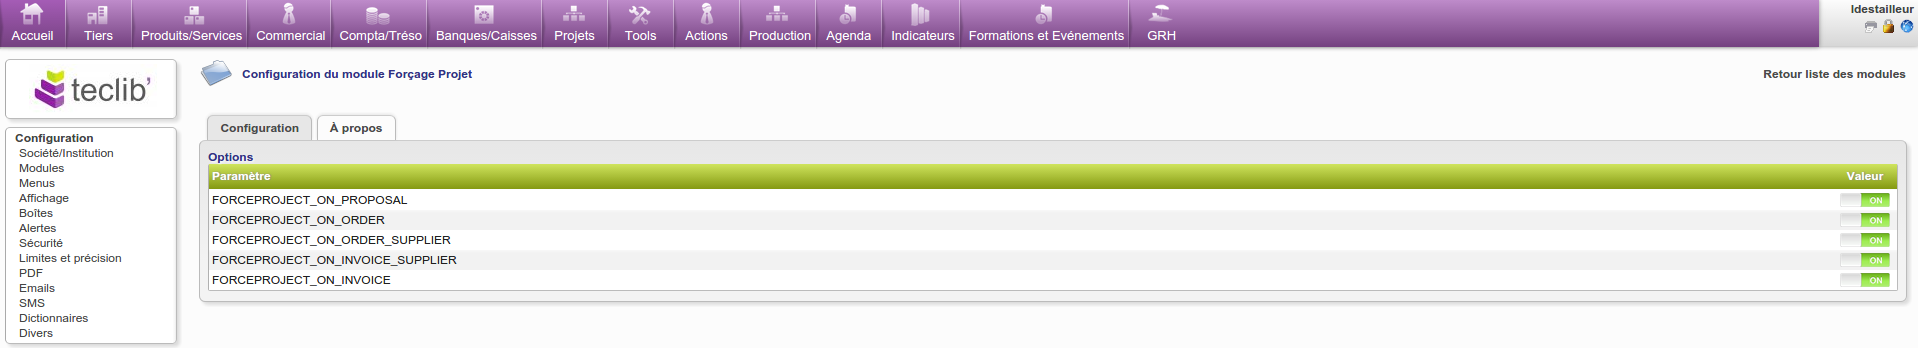 Accueil Tiers Produits/Services Commercial Compta/Tréso Banques/Caisses Projets Tools Actions Production Agenda Indicateurs Formations et Evénements GRH
ldestailleur
teclib'
Configuration du module Forçage Projet
Retour liste des modules
Configuration
Société/Institution
Modules
Menus
Affichage
Boîtes
Alertes
Sécurité
Limites et précision
PDF
Emails
SMS
Dictionnaires
Divers
Configuration À propos
Options
Paramètre Valeur
FORCEPROJECT_ON_PROPOSAL ON
FORCEPROJECT_ON_ORDER ON
FORCEPROJECT_ON_ORDER_SUPPLIER ON
FORCEPROJECT_ON_INVOICE_SUPPLIER ON
FORCEPROJECT_ON_INVOICE ON